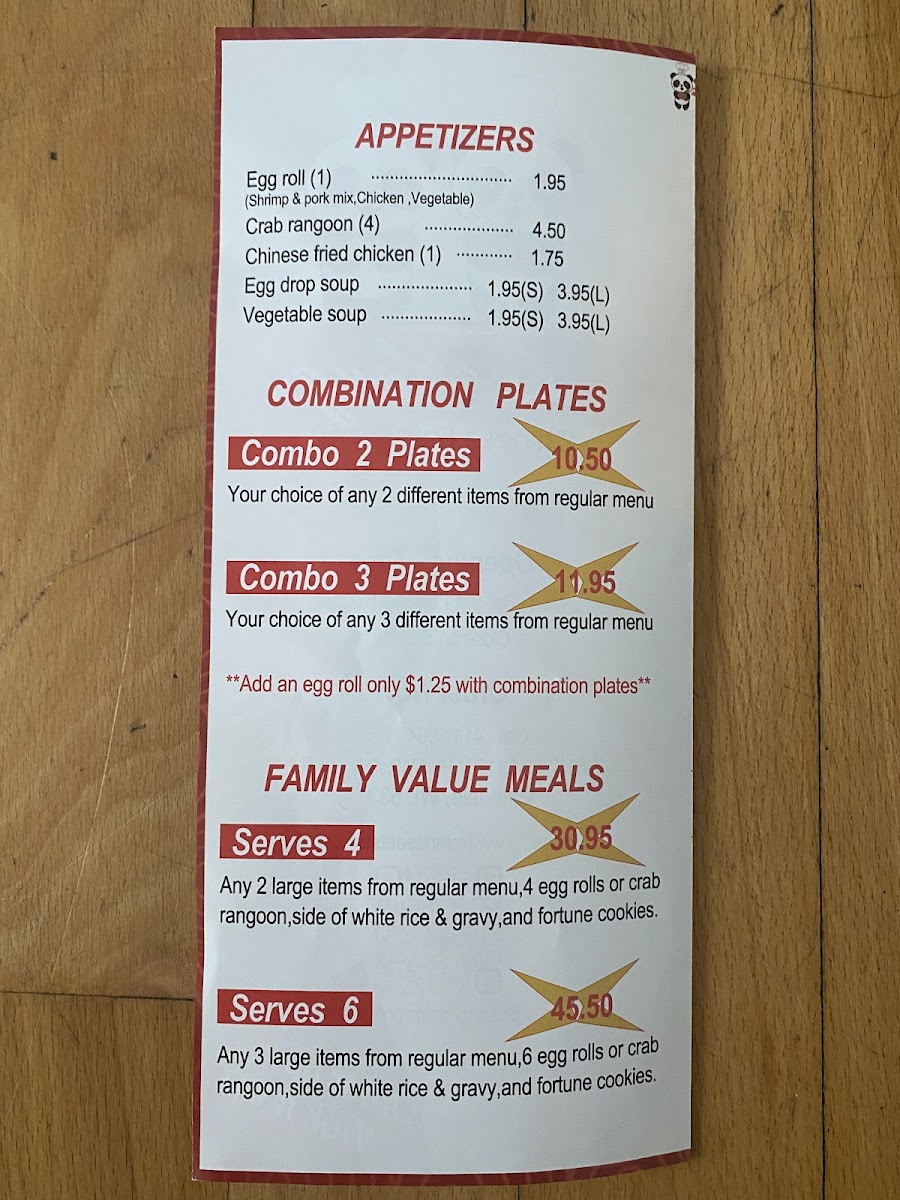 APPETIZERS
Egg roll (1) ······························ 1.95
(Shrimp & pork mix,Chicken ,Vegetable)
Crab rangoon (4) ··················· 4.50
Chinese fried chicken (1) ············ 1.75
Egg drop soup ···················· 1.95(S) 3.95(L)
Vegetable soup ··················· 1.95(S) 3.95(L)
COMBINATION PLATES
Combo 2 Plates 10.50
Your choice of any 2 different items from regular menu
Combo 3 Plates 11.95
Your choice of any 3 different items from regular menu
**Add an egg roll only $1.25 with combination plates**
FAMILY VALUE MEALS
Serves 4 30.95
Any 2 large items from regular menu,4 egg rolls or crab
rangoon,side of white rice & gravy,and fortune cookies.
Serves 6 45.50
Any 3 large items from regular menu,6 egg rolls or crab
rangoon,side of white rice & gravy,and fortune cookies.